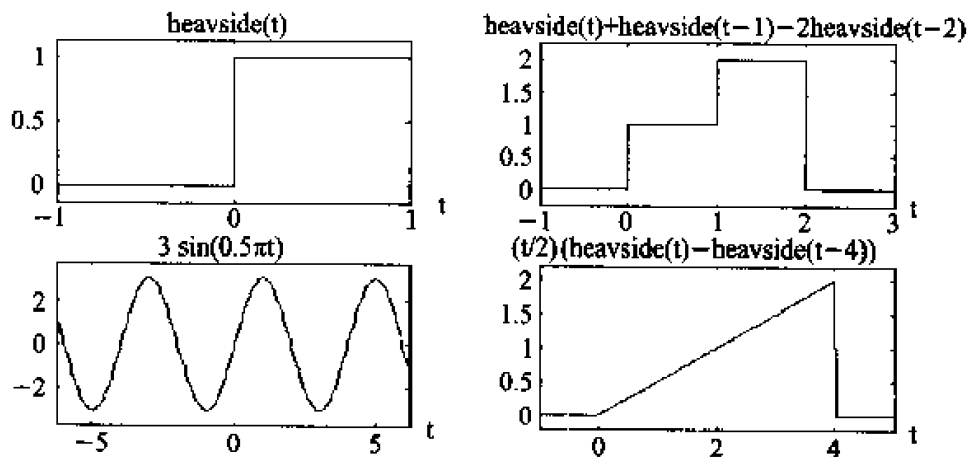 heavside(t)
1
0.5
0
−1 0 1 t
heavside(t)+heavside(t−1)−2heavside(t−2)
2
1.5
1
0.5
0
−1 0 1 2 3 t
3 sin(0.5πt)
2
0
−2
−5 0 5 t
(t/2)(heavside(t)−heavside(t−4))
2
1.5
1
0.5
0
0 2 4 t